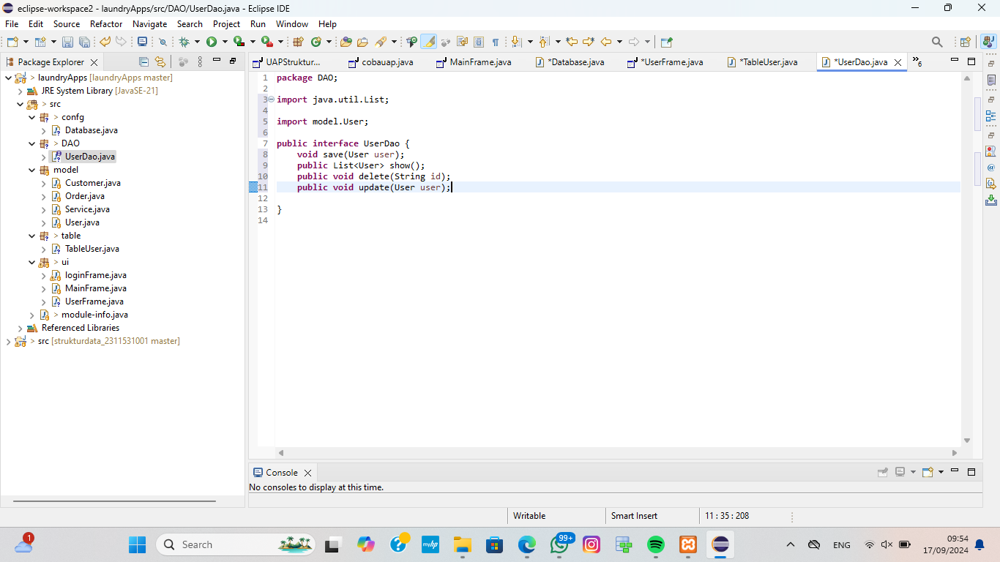 eclipse-workspace2 - laundryApps/src/DAO/UserDao.java - Eclipse IDE
File Edit Source Refactor Navigate Search Project Run Window Help
Package Explorer
> laundryApps [laundryApps master]
JRE System Library [JavaSE-21]
> src
> confg
Database.java
> DAO
UserDao.java
model
Customer.java
Order.java
Service.java
User.java
> table
TableUser.java
> ui
loginFrame.java
MainFrame.java
UserFrame.java
> module-info.java
Referenced Libraries
> src [strukturdata_2311531001 master]
UAPStruktur... cobauap.java MainFrame.java *Database.java *UserFrame.java *TableUser.java *UserDao.java »6
1 package DAO;
2
3 import java.util.List;
4
5 import model.User;
6
7 public interface UserDao {
8 void save(User user);
9 public List<User> show();
10 public void delete(String id);
11 public void update(User user);
12
13 }
14
Console
No consoles to display at this time.
Writable Smart Insert 11 : 35 : 208
1 Search myhp 99+ ENG 09:54
17/09/2024